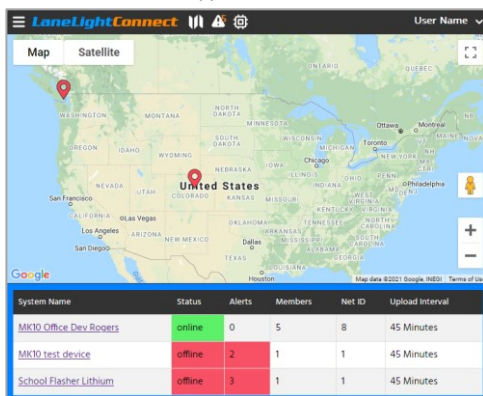 LaneLightConnect
User Name
Map Satellite
ONTARIO
QUEBEC
WASHINGTON
MONTANA
NORTH
DAKOTA
MINNESOTA
Ottawa
Montreal
OREGON
IDAHO
SOUTH
DAKOTA
WISCONSIN
MICHIGAN
Toronto
WYOMING
NEW YORK
Chicago
IOWA
NEBRASKA
ILLINOIS
INDIANA
OHIO
PENN
Philadelphia
NEVADA
UTAH
COLORADO
United States
KANSAS
MISSOURI
WEST
VIRGINIA
KENTUCKY
VIRGINIA
San Francisco
CALIFORNIA
Las Vegas
Los Angeles
ARIZONA
NEW MEXICO
OKLAHOMA
ARKANSAS
TENNESSEE
NORTH
CAROLINA
MISSISSIPPI
SOUTH
CAROLINA
San Diego
Dallas
ALABAMA
GEORGIA
TEXAS
LOUISIANA
Houston
Google
Map data ©2021 Google, INEGI Terms of Use
System Name Status Alerts Members Net ID Upload Interval
MK10 Office Dev Rogers online 0 5 8 45 Minutes
MK10 test device offline 2 1 1 45 Minutes
School Flasher Lithium offline 3 1 1 45 Minutes